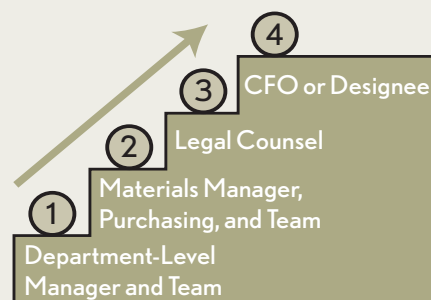 4
CFO or Designee
3
Legal Counsel
2
Materials Manager,
Purchasing, and Team
1
Department-Level
Manager and Team